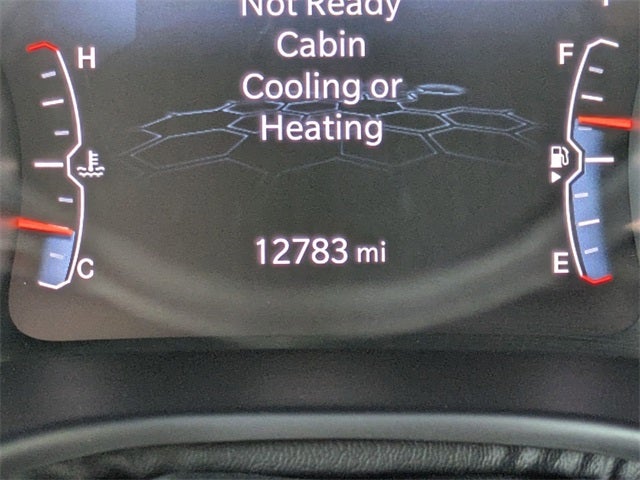 Not Ready
H
F
Cabin
Cooling or
Heating
12783 mi
C
E